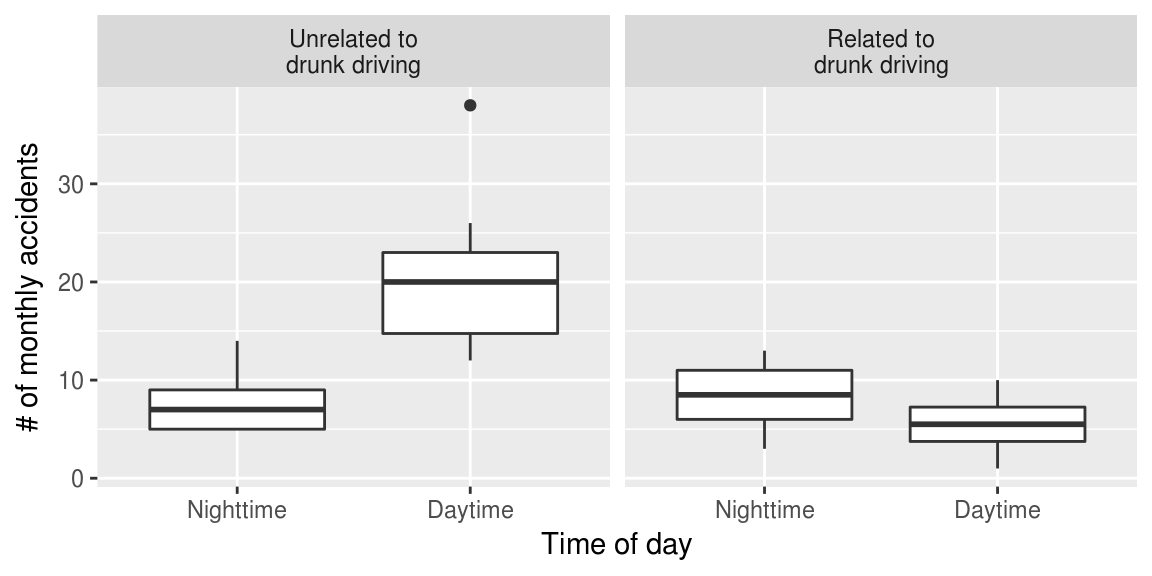 Unrelated to
drunk driving
Related to
drunk driving
# of monthly accidents
30
20
10
0
Nighttime
Daytime
Nighttime
Daytime
Time of day